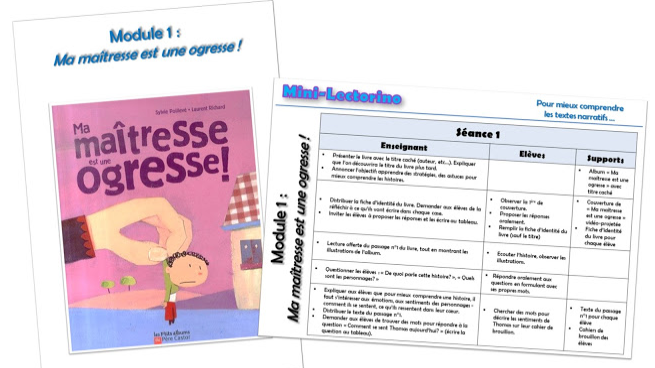 Module 1 :
Ma maîtresse est une ogresse !
Sylvie Poillevé - Laurent Richard
Ma
maîtresse
est une
ogresse!
les P'tits albums
du Père Castor
Mini-Lectorino
Pour mieux comprendre
les textes narratifs ...
Module 1 :
Ma maîtresse est une ogresse !
Séance 1
Enseignant
Elèves
Supports
• Présenter le livre avec le titre caché (auteur, etc...). Expliquer
que l'on découvrira le titre du livre plus tard.
• Annoncer l'objectif apprendre des stratégies, des astuces pour
mieux comprendre les histoires.
• Album « Ma
maîtresse est une
ogresse » avec
titre caché
• Distribuer la fiche d'identité du livre. Demander aux élèves de la
réfléchir à ce qu'ils vont écrire dans chaque case.
• Inviter les élèves à proposer les réponses et les écrire au tableau.
• Observer la 1ère de
couverture.
• Proposer les réponses
oralement.
• Remplir la fiche d'identité du
livre (sauf le titre)
• Couverture de
« Ma maîtresse
est une ogresse »
vidéo-projetée
• Fiche d'identité
du livre pour
chaque élève
Lecture offerte du passage n°1 du livre, tout en montrant les
illustrations de l'album.
• Ecouter l'histoire, observer les
illustrations.
Questionner les élèves : « De quoi parle cette histoire? », « Quels
sont les personnages? »
• Répondre oralement aux
questions en formulant avec
ses propres mots.
• Expliquer aux élèves que pour mieux comprendre une histoire, il
faut s'intéresser aux émotions, aux sentiments des personnages :
comment ils se sentent, ce qu'ils ressentent dans leur cœur.
• Distribuer le texte du passage n°1.
• Demander aux élèves de trouver des mots pour répondre à la
question « Comment se sent Thomas aujourd'hui? » (écrire la
question au tableau).
• Chercher des mots pour
décrire les sentiments de
Thomas sur leur cahier de
brouillon.
• Texte du passage
n°1 pour chaque
élève
• Cahier de
brouillon des
élèves